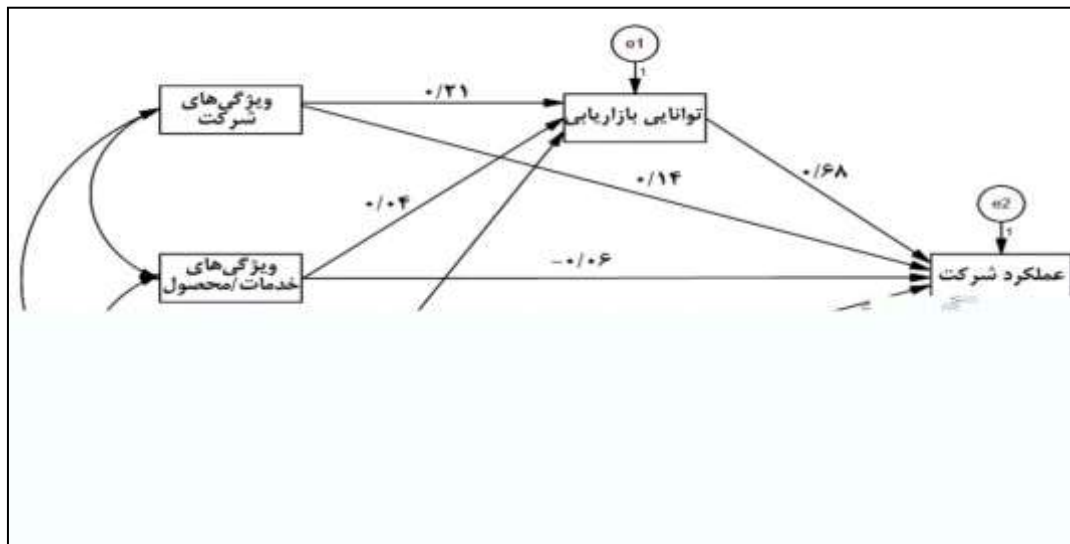 e1
1
ویژگی‌های
شرکت
۰/۲۱
توانایی بازاریابی
۰/۱۴
۰/۶۸
۰/۰۴
e2
1
ویژگی‌های
خدمات/محصول
-۰/۰۶
عملکرد شرکت